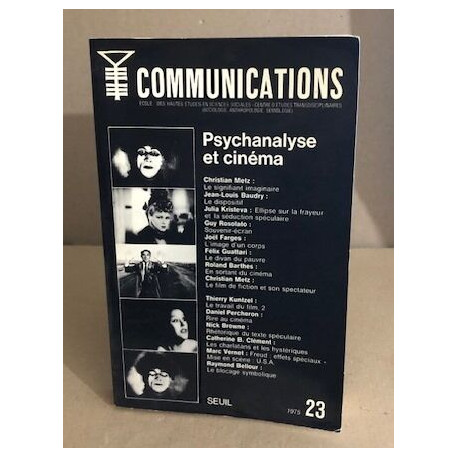 COMMUNICATIONS
ECOLE DES HAUTES ETUDES EN SCIENCES SOCIALES - CENTRE D'ETUDES TRANSDISCIPLINAIRES
(SOCIOLOGIE, ANTHROPOLOGIE, SEMIOLOGIE)
Psychanalyse
et cinéma
Christian Metz :
Le signifiant imaginaire
Jean-Louis Baudry :
Le dispositif
Julia Kristeva : Ellipse sur la frayeur
et la séduction spéculaire
Guy Rosolato :
Souvenir-écran
Joël Farges :
L'image d'un corps
Félix Guattari :
Le divan du pauvre
Roland Barthes :
En sortant du cinéma
Christian Metz :
Le film de fiction et son spectateur
Thierry Kuntzel :
Le travail du film, 2
Daniel Percheron :
Rire au cinéma
Nick Browne :
Rhétorique du texte spéculaire
Catherine B. Clément :
Les charlatans et les hystériques
Marc Vernet : Freud : effets spéciaux -
Mise en scène : U.S.A.
Raymond Bellour :
Le blocage symbolique
SEUIL
1975 23